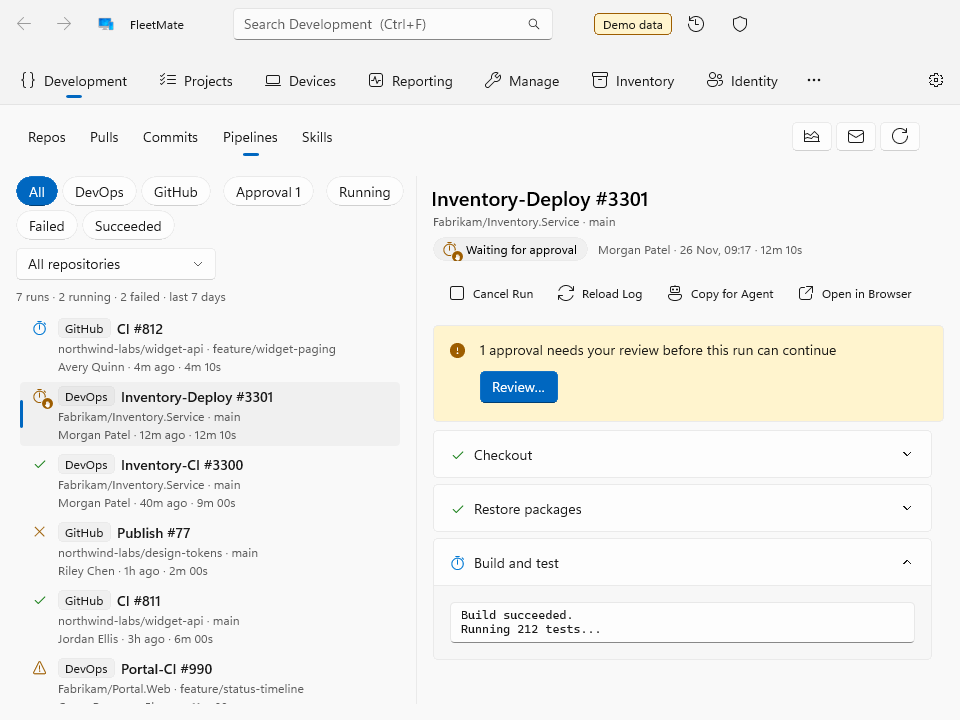 FleetMate
Search Development (Ctrl+F)
Demo data
Development
Projects
Devices
Reporting
Manage
Inventory
Identity
Repos
Pulls
Commits
Pipelines
Skills
All
DevOps
GitHub
Approval 1
Running
Failed
Succeeded
All repositories
7 runs · 2 running · 2 failed · last 7 days
GitHub CI #812
northwind-labs/widget-api · feature/widget-paging
Avery Quinn · 4m ago · 4m 10s
DevOps Inventory-Deploy #3301
Fabrikam/Inventory.Service · main
Morgan Patel · 12m ago · 12m 10s
DevOps Inventory-CI #3300
Fabrikam/Inventory.Service · main
Morgan Patel · 40m ago · 9m 00s
GitHub Publish #77
northwind-labs/design-tokens · main
Riley Chen · 1h ago · 2m 00s
GitHub CI #811
northwind-labs/widget-api · main
Jordan Ellis · 3h ago · 6m 00s
DevOps Portal-CI #990
Fabrikam/Portal.Web · feature/status-timeline
Inventory-Deploy #3301
Fabrikam/Inventory.Service · main
Waiting for approval
Morgan Patel · 26 Nov, 09:17 · 12m 10s
Cancel Run
Reload Log
Copy for Agent
Open in Browser
1 approval needs your review before this run can continue
Review...
Checkout
Restore packages
Build and test
Build succeeded.
Running 212 tests...